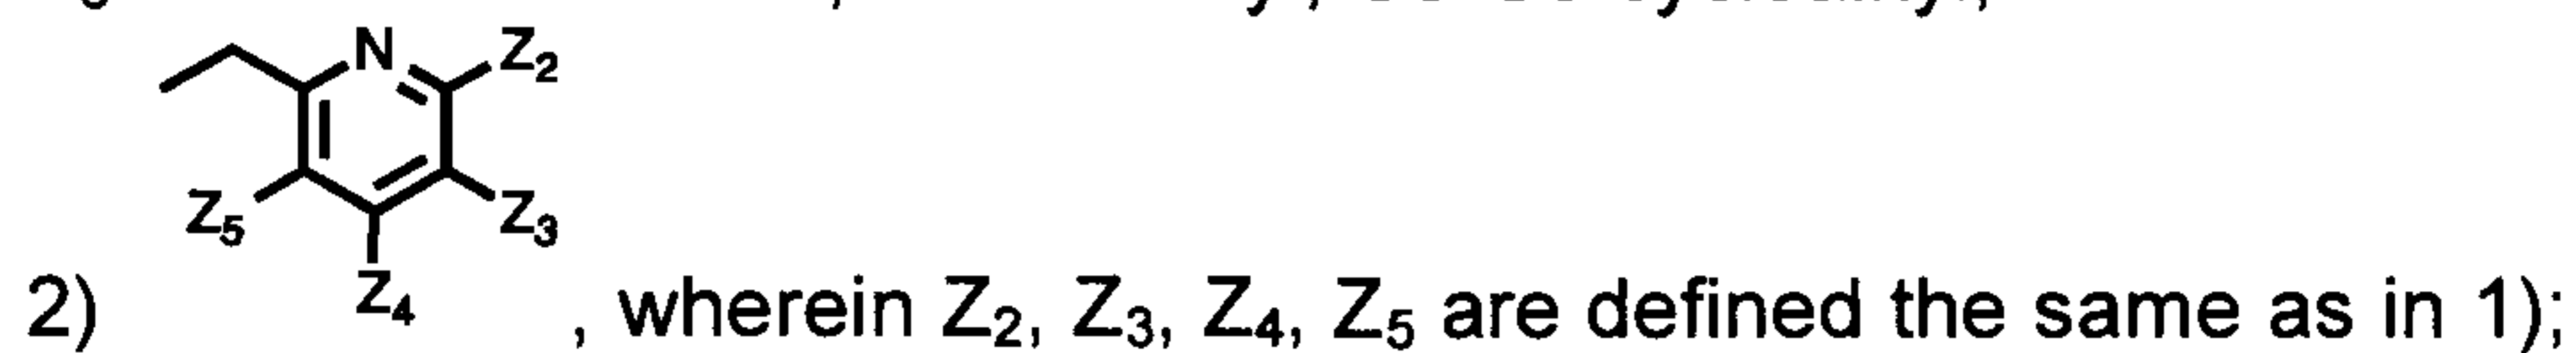 N Z2
Z5 Z3
2) Z4 , wherein Z2, Z3, Z4, Z5 are defined the same as in 1);